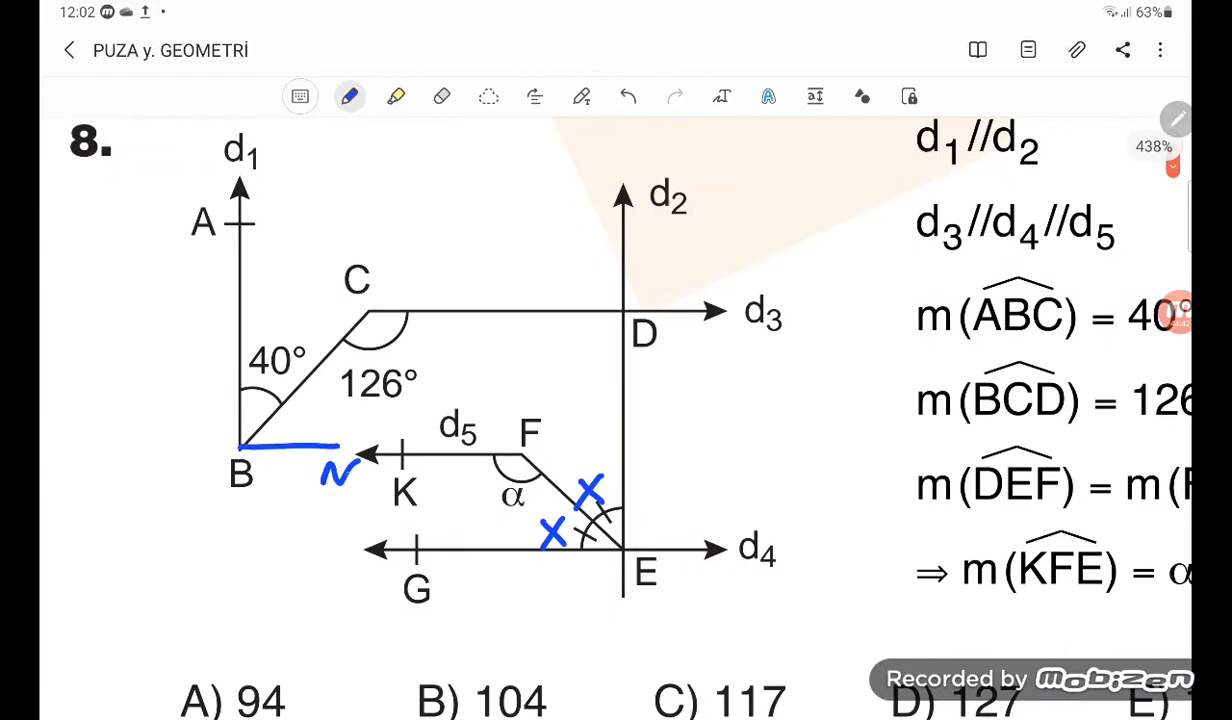 12:02
63%
PUZA y. GEOMETRİ
438%
8.
d1
A
d2
d1//d2
d3//d4//d5
C
D
d3
40°
126°
m(ABC) = 40°
m(BCD) = 126
d5
F
B
N
K
α
X
X
m(DEF) = m(F
G
E
d4
⇒ m(KFE) = α
A) 94
B) 104
C) 117
D) 127
E) 1
Recorded by mobizen